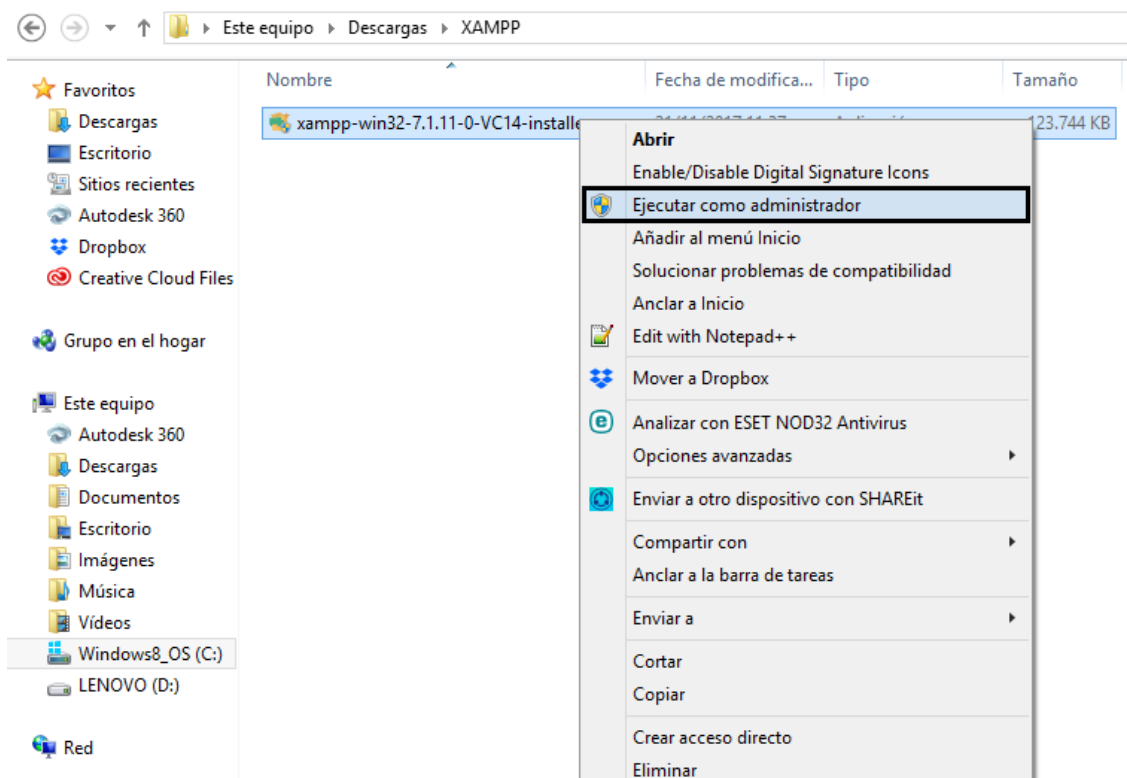 Este equipo Descargas XAMPP
Nombre Fecha de modifica... Tipo Tamaño
xampp-win32-7.1.11-0-VC14-installe 123.744 KB
Favoritos
Descargas
Escritorio
Sitios recientes
Autodesk 360
Dropbox
Creative Cloud Files
Grupo en el hogar
Este equipo
Autodesk 360
Descargas
Documentos
Escritorio
Imágenes
Música
Vídeos
Windows8_OS (C:)
LENOVO (D:)
Red
Abrir
Enable/Disable Digital Signature Icons
Ejecutar como administrador
Añadir al menú Inicio
Solucionar problemas de compatibilidad
Anclar a Inicio
Edit with Notepad++
Mover a Dropbox
Analizar con ESET NOD32 Antivirus
Opciones avanzadas
Enviar a otro dispositivo con SHAREit
Compartir con
Anclar a la barra de tareas
Enviar a
Cortar
Copiar
Crear acceso directo
Eliminar